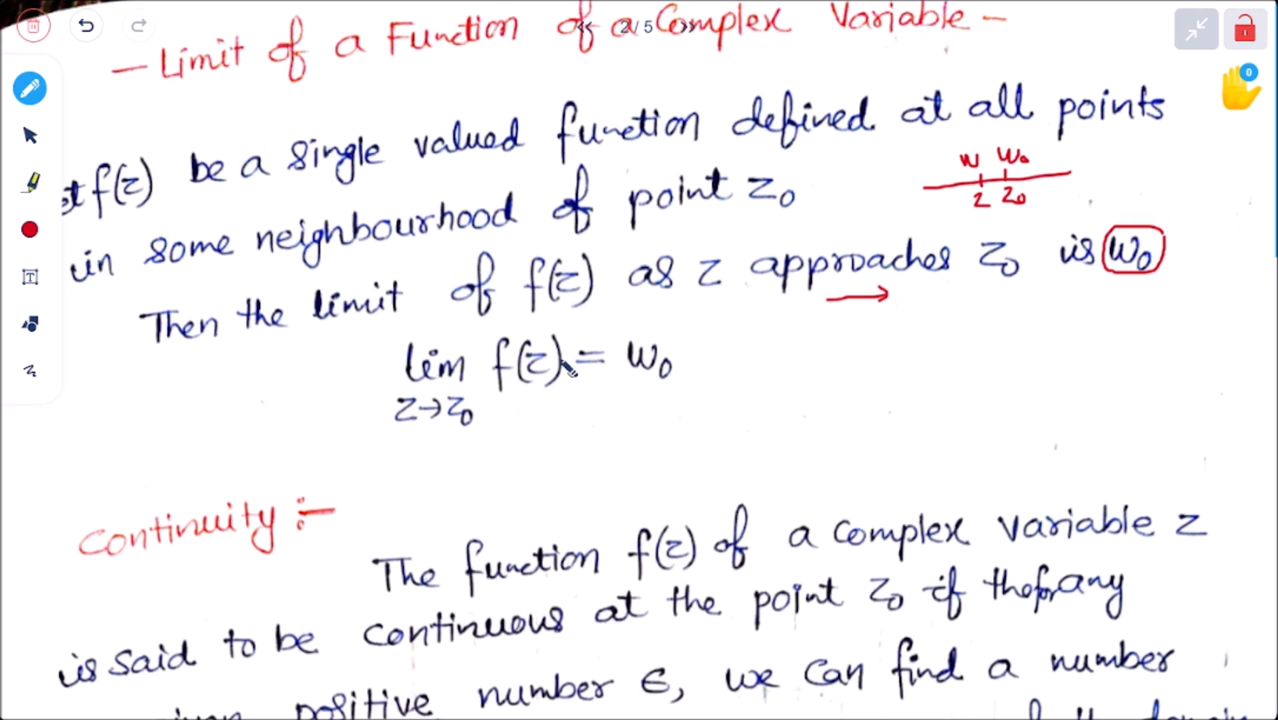 - Limit of a Function of a Complex Variable -
2/5
0
f(z) be a single valued function defined at all points
w w₀
z z₀
in some neighbourhood of point z₀
Then the limit of f(z) as z approaches z₀ is w₀
lim f(z) = w₀
z→z₀
Continuity :-
The function f(z) of a complex variable z
is said to be continuous at the point z₀ if for any
positive number ϵ, we can find a number